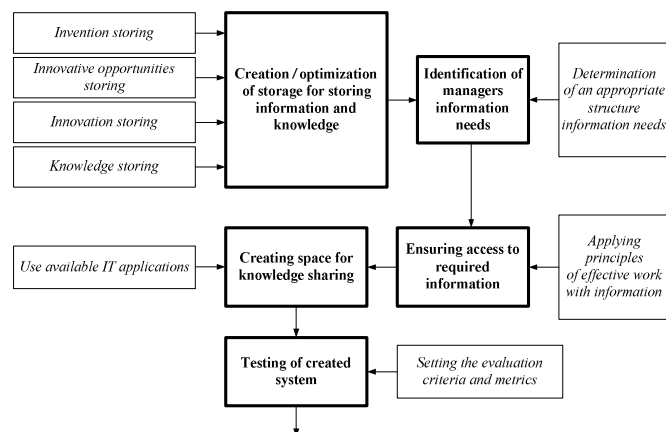 Invention storing
Innovative opportunities
storing
Innovation storing
Knowledge storing
Creation / optimization
of storage for storing
information and
knowledge
Identification of
managers information
needs
Determination
of an appropriate
structure
information needs
Use available IT applications
Creating space for
knowledge sharing
Ensuring access to
required
information
Applying
principles
of effective work
with information
Testing of created
system
Setting the evaluation
criteria and metrics